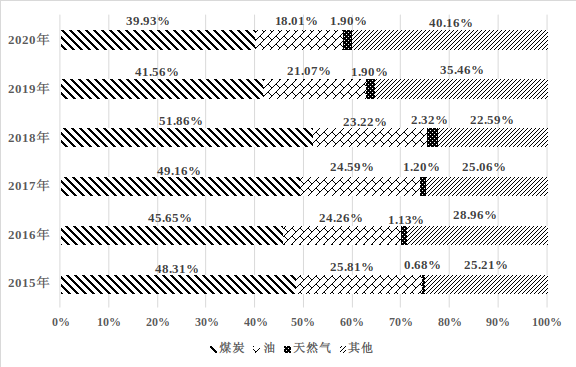 39.93% 18.01% 1.90% 40.16%
2020年
41.56% 21.07% 1.90% 35.46%
2019年
51.86% 23.22% 2.32% 22.59%
2018年
49.16% 24.59% 1.20% 25.06%
2017年
45.65% 24.26% 1.13% 28.96%
2016年
48.31% 25.81% 0.68% 25.21%
2015年
0% 10% 20% 30% 40% 50% 60% 70% 80% 90% 100%
煤炭 油 天然气 其他